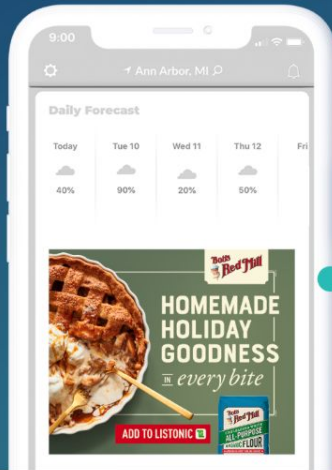 9:00
Ann Arbor, MI
Daily Forecast
Today Tue 10 Wed 11 Thu 12 Fri
40% 90% 20% 50%
Bob's
Red Mill
HOMEMADE
HOLIDAY
GOODNESS
IN every bite
ADD TO LISTONIC
Bob's
Red Mill
ALL-PURPOSE
FLOUR